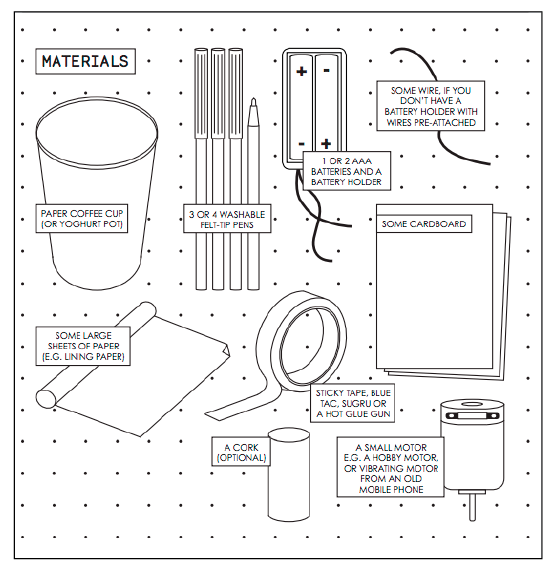 MATERIALS
SOME WIRE, IF YOU
DON'T HAVE A
BATTERY HOLDER WITH
WIRES PRE-ATTACHED
+ -
- +
1 OR 2 AAA
BATTERIES AND A
BATTERY HOLDER
PAPER COFFEE CUP
(OR YOGHURT POT)
3 OR 4 WASHABLE
FELT-TIP PENS
SOME CARDBOARD
SOME LARGE
SHEETS OF PAPER
(E.G. LINING PAPER)
STICKY TAPE, BLUE
TAC, SUGRU OR
A HOT GLUE GUN
A CORK
(OPTIONAL)
A SMALL MOTOR
E.G. A HOBBY MOTOR,
OR VIBRATING MOTOR
FROM AN OLD
MOBILE PHONE